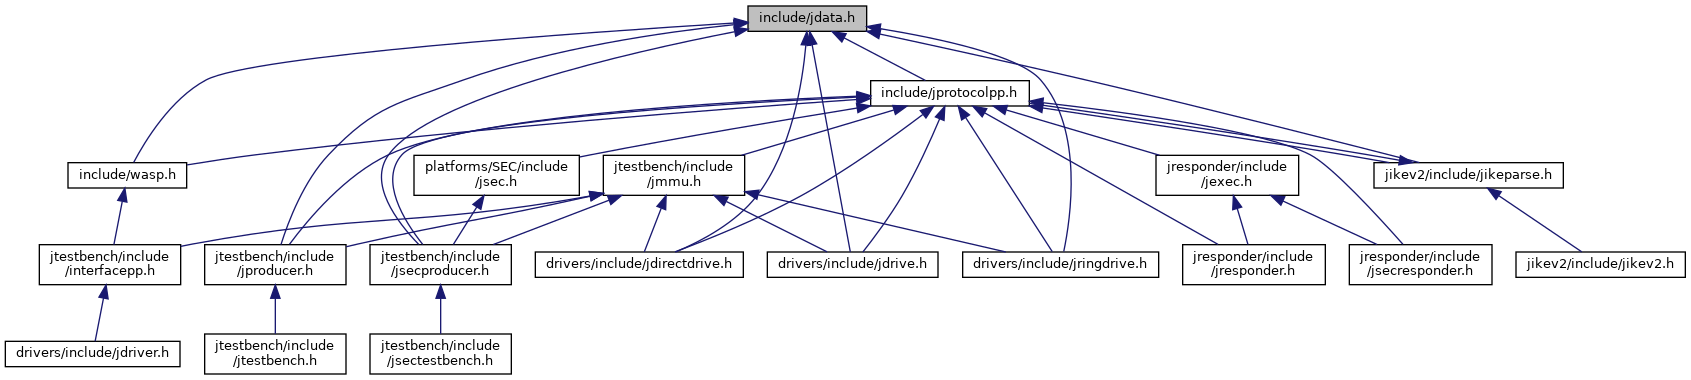 include/jdata.h
include/jprotocolpp.h
include/wasp.h
platforms/SEC/include
/jsec.h
jtestbench/include
/jmmu.h
jresponder/include
/jexec.h
jikev2/include/jikeparse.h
jtestbench/include
/interfacepp.h
jtestbench/include
/jproducer.h
jtestbench/include
/jsecproducer.h
drivers/include/jdirectdrive.h
drivers/include/jdrive.h
drivers/include/jringdrive.h
jresponder/include
/jresponder.h
jresponder/include
/jsecresponder.h
jikev2/include/jikev2.h
drivers/include/jdriver.h
jtestbench/include
/jtestbench.h
jtestbench/include
/jsectestbench.h